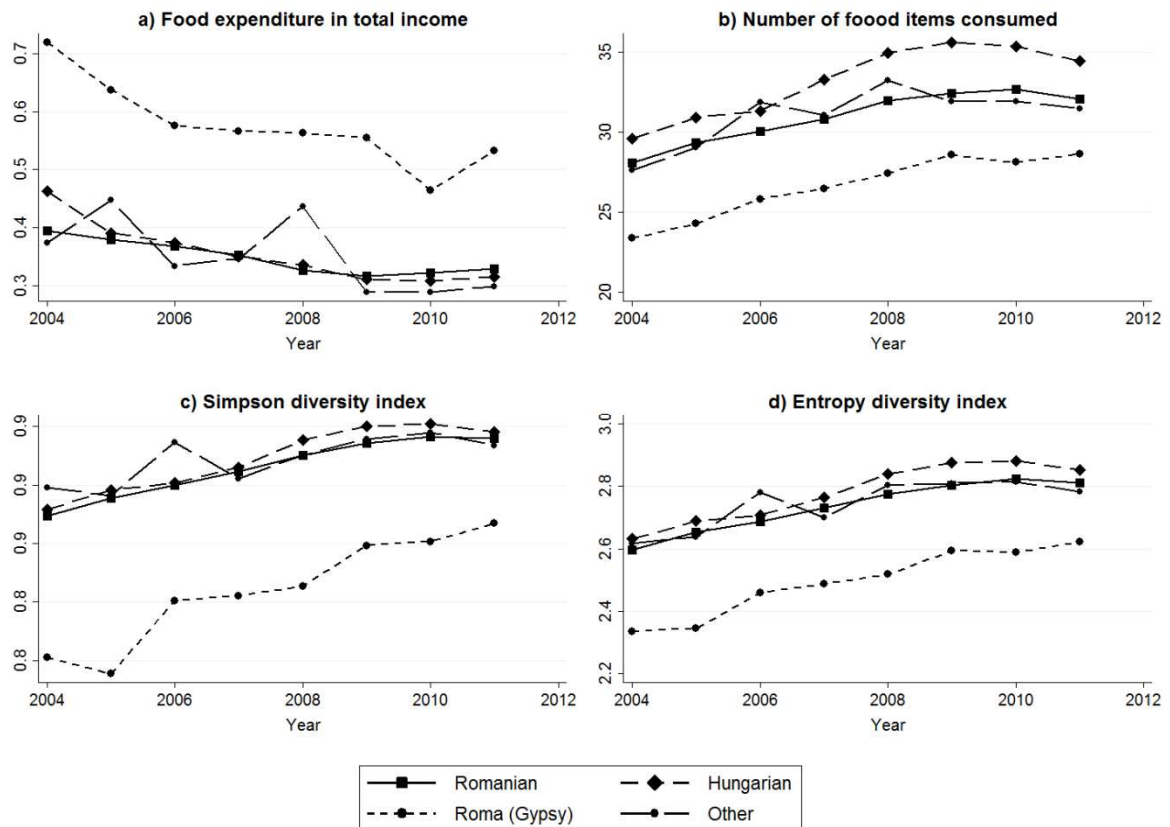 a) Food expenditure in total income
0.7
0.6
0.5
0.4
0.3
2004 2006 2008 2010 2012
Year
b) Number of foood items consumed
35
30
25
20
2004 2006 2008 2010 2012
Year
c) Simpson diversity index
0.9
0.9
0.9
0.8
0.8
2004 2006 2008 2010 2012
Year
d) Entropy diversity index
3.0
2.8
2.6
2.4
2.2
2004 2006 2008 2010 2012
Year
Romanian Hungarian
Roma (Gypsy) Other